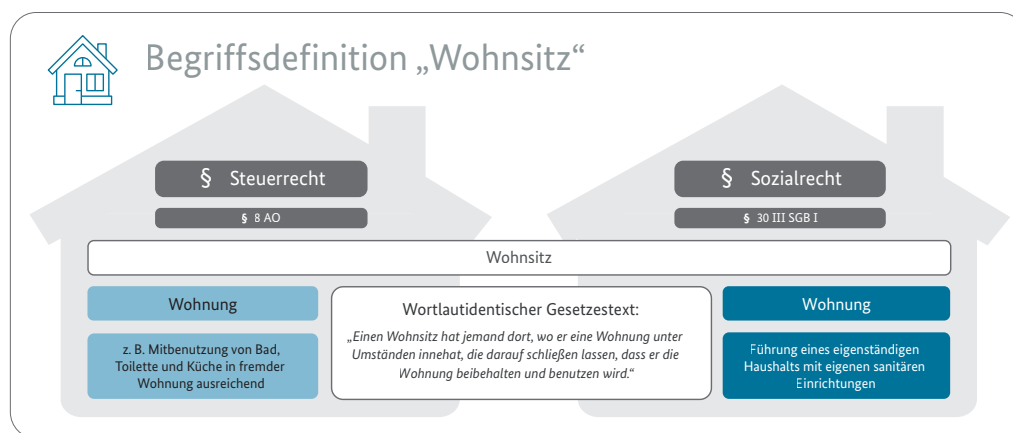 Begriffsdefinition „Wohnsitz“
§ Steuerrecht
§ 8 AO
§ Sozialrecht
§ 30 III SGB I
Wohnsitz
Wohnung
z. B. Mitbenutzung von Bad,
Toilette und Küche in fremder
Wohnung ausreichend
Wortlautidentischer Gesetzestext:
„Einen Wohnsitz hat jemand dort, wo er eine Wohnung unter
Umständen innehat, die darauf schließen lassen, dass er die
Wohnung beibehalten und benutzen wird.“
Wohnung
Führung eines eigenständigen
Haushalts mit eigenen sanitären
Einrichtungen